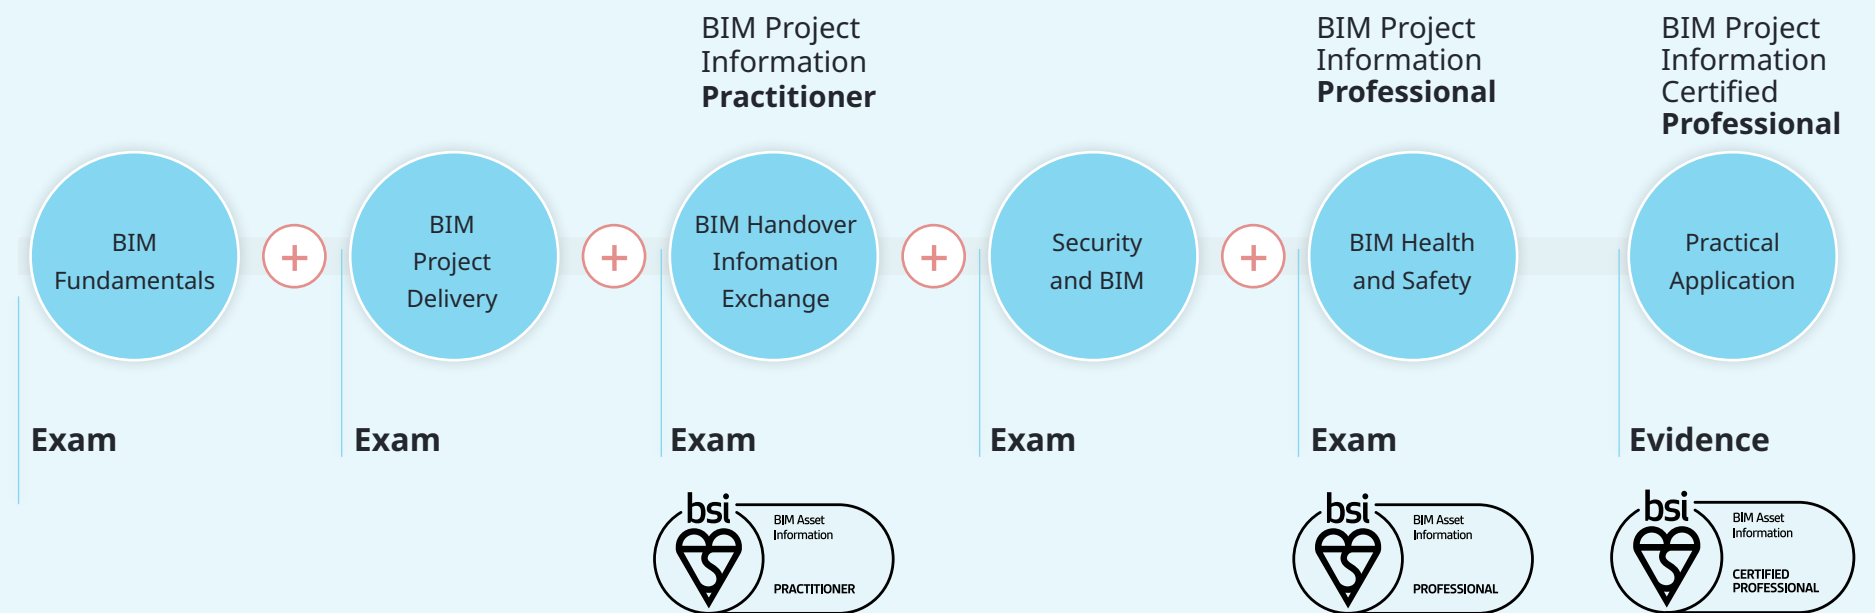 BIM Project
Information
Practitioner
BIM Project
Information
Professional
BIM Project
Information
Certified
Professional
BIM
Fundamentals
+
BIM
Project
Delivery
+
BIM Handover
Infomation
Exchange
+
Security
and BIM
+
BIM Health
and Safety
Practical
Application
Exam
Exam
Exam
Exam
Exam
Evidence
bsi
BIM Asset
Information
PRACTITIONER
bsi
BIM Asset
Information
PROFESSIONAL
bsi
BIM Asset
Information
CERTIFIED
PROFESSIONAL